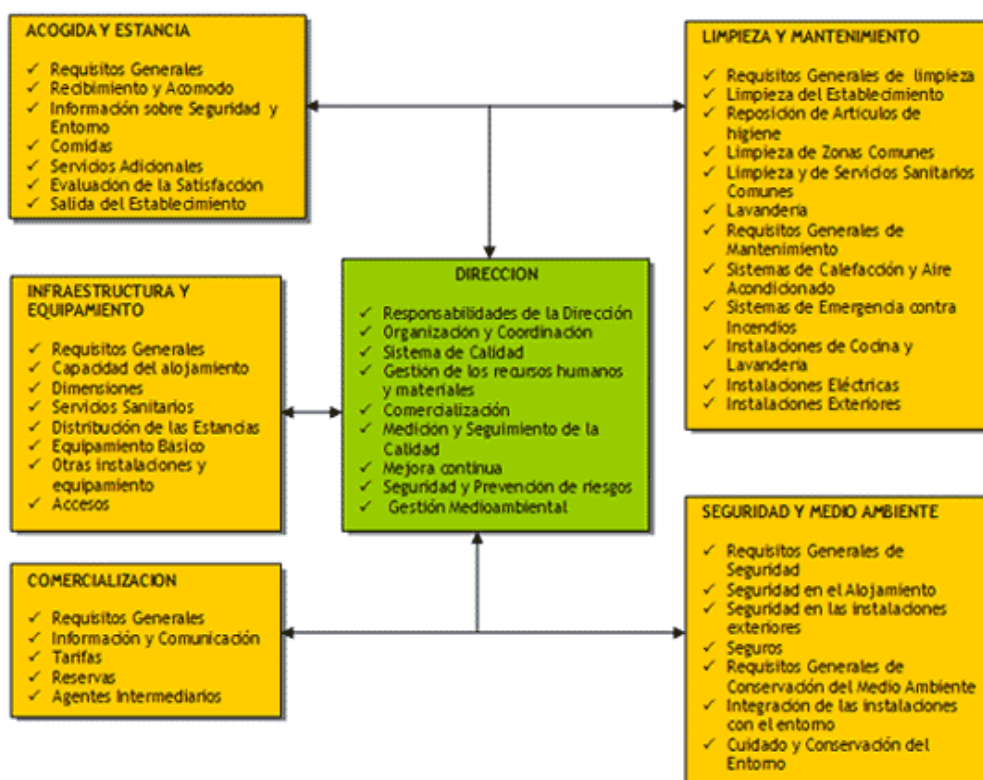 ACOGIDA Y ESTANCIA
✓ Requisitos Generales
✓ Recibimiento y Acomodo
✓ Información sobre Seguridad y
Entorno
✓ Comidas
✓ Servicios Adicionales
✓ Evaluación de la Satisfacción
✓ Salida del Establecimiento
INFRAESTRUCTURA Y
EQUIPAMIENTO
✓ Requisitos Generales
✓ Capacidad del alojamiento
✓ Dimensiones
✓ Servicios Sanitarios
✓ Distribución de las Estancias
✓ Equipamiento Básico
✓ Otras instalaciones y
equipamiento
✓ Accesos
COMERCIALIZACION
✓ Requisitos Generales
✓ Información y Comunicación
✓ Tarifas
✓ Reservas
✓ Agentes Intermediarios
DIRECCION
✓ Responsabilidades de la Dirección
✓ Organización y Coordinación
✓ Sistema de Calidad
✓ Gestión de los recursos humanos
y materiales
✓ Comercialización
✓ Medición y Seguimiento de la
Calidad
✓ Mejora continua
✓ Seguridad y Prevención de riesgos
✓ Gestión Medioambiental
LIMPIEZA Y MANTENIMIENTO
✓ Requisitos Generales de limpieza
✓ Limpieza del Establecimiento
✓ Reposición de Artículos de
higiene
✓ Limpieza de Zonas Comunes
✓ Limpieza y de Servicios Sanitarios
Comunes
✓ Lavandería
✓ Requisitos Generales de
Mantenimiento
✓ Sistemas de Calefacción y Aire
Acondicionado
✓ Sistemas de Emergencia contra
Incendios
✓ Instalaciones de Cocina y
Lavandería
✓ Instalaciones Eléctricas
✓ Instalaciones Exteriores
SEGURIDAD Y MEDIO AMBIENTE
✓ Requisitos Generales de
Seguridad
✓ Seguridad en el Alojamiento
✓ Seguridad en las instalaciones
exteriores
✓ Seguros
✓ Requisitos Generales de
Conservación del Medio Ambiente
✓ Integración de las instalaciones
con el entorno
✓ Cuidado y Conservación del
Entorno